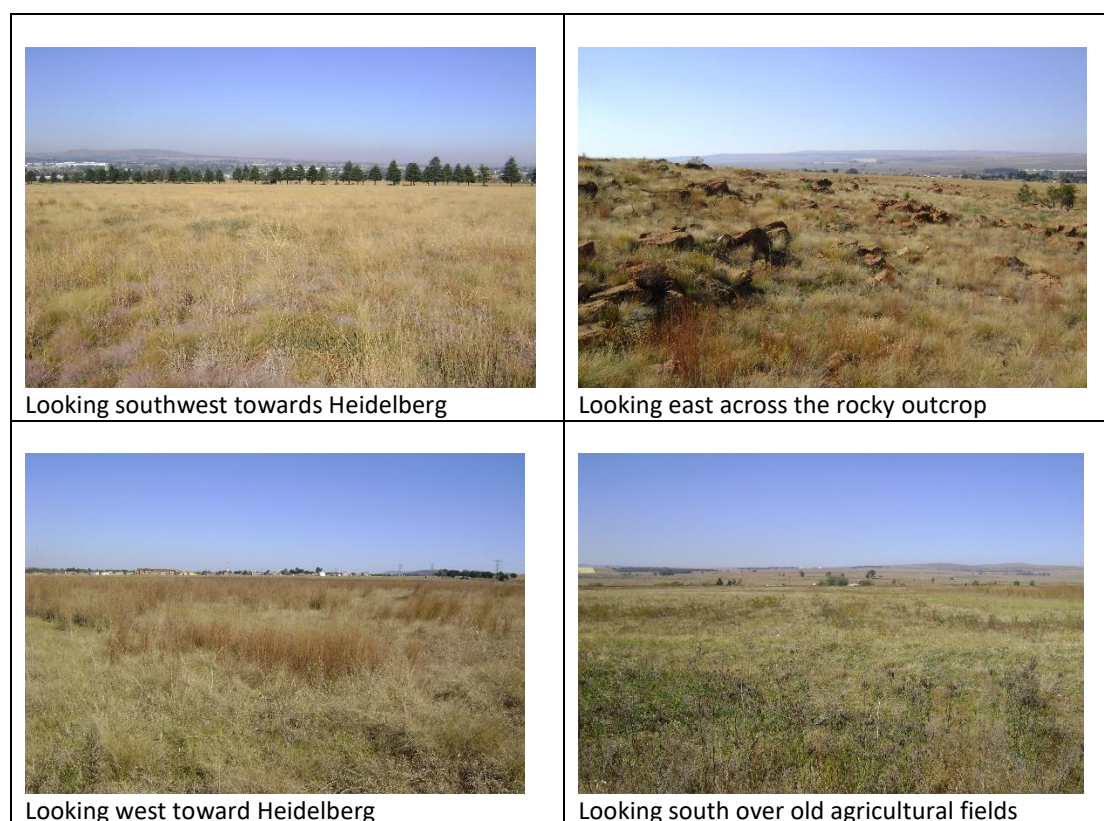 Looking southwest towards Heidelberg
Looking east across the rocky outcrop
Looking west toward Heidelberg
Looking south over old agricultural fields